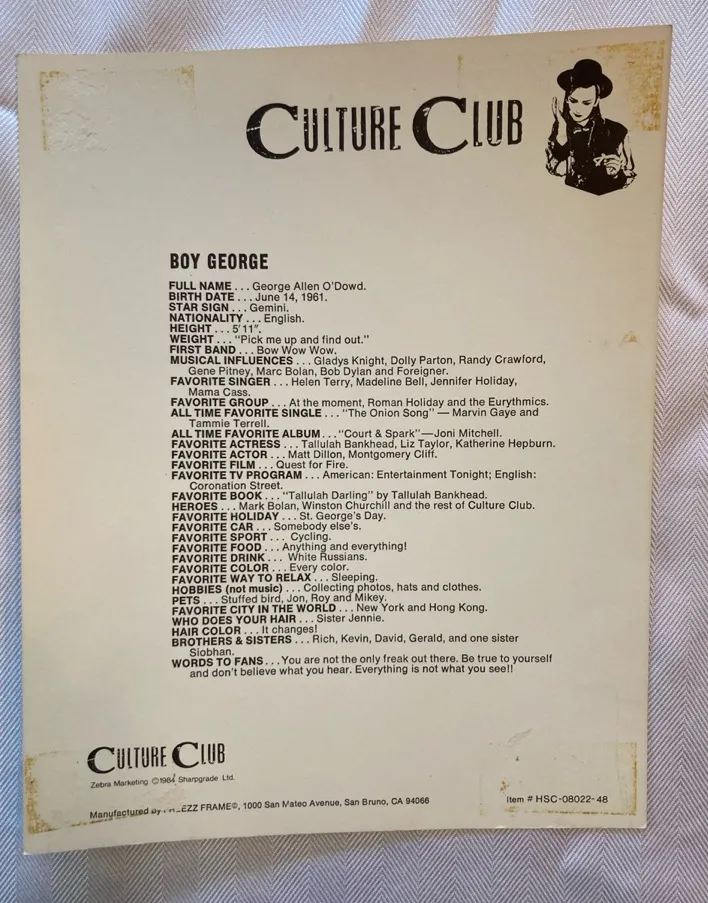 CULTURE CLUB
BOY GEORGE
FULL NAME . . . George Allen O'Dowd.
BIRTH DATE . . . June 14, 1961.
STAR SIGN . . . Gemini.
NATIONALITY . . . English.
HEIGHT . . . 5'11".
WEIGHT . . . "Pick me up and find out."
FIRST BAND . . . Bow Wow Wow.
MUSICAL INFLUENCES . . . Gladys Knight, Dolly Parton, Randy Crawford,
Gene Pitney, Marc Bolan, Bob Dylan and Foreigner.
FAVORITE SINGER . . . Helen Terry, Madeline Bell, Jennifer Holiday,
Mama Cass.
FAVORITE GROUP . . . At the moment, Roman Holiday and the Eurythmics.
ALL TIME FAVORITE SINGLE . . . "The Onion Song" — Marvin Gaye and
Tammie Terrell.
ALL TIME FAVORITE ALBUM . . . "Court & Spark"—Joni Mitchell.
FAVORITE ACTRESS . . . Tallulah Bankhead, Liz Taylor, Katherine Hepburn.
FAVORITE ACTOR . . . Matt Dillon, Montgomery Cliff.
FAVORITE FILM . . . Quest for Fire.
FAVORITE TV PROGRAM . . . American: Entertainment Tonight; English:
Coronation Street.
FAVORITE BOOK . . . "Tallulah Darling" by Tallulah Bankhead.
HEROES . . . Mark Bolan, Winston Churchill and the rest of Culture Club.
FAVORITE HOLIDAY . . . St. George's Day.
FAVORITE CAR . . . Somebody else's.
FAVORITE SPORT . . . Cycling.
FAVORITE FOOD . . . Anything and everything!
FAVORITE DRINK . . . White Russians.
FAVORITE COLOR . . . Every color.
FAVORITE WAY TO RELAX . . . Sleeping.
HOBBIES (not music) . . . Collecting photos, hats and clothes.
PETS . . . Stuffed bird, Jon, Roy and Mikey.
FAVORITE CITY IN THE WORLD . . . New York and Hong Kong.
WHO DOES YOUR HAIR . . . Sister Jennie.
HAIR COLOR . . . It changes!
BROTHERS & SISTERS . . . Rich, Kevin, David, Gerald, and one sister
Siobhan.
WORDS TO FANS . . . You are not the only freak out there. Be true to yourself
and don't believe what you hear. Everything is not what you see!!
CULTURE CLUB
Zebra Marketing ©1984 Sharpgrade Ltd.
Manufactured by FRAME©, 1000 San Mateo Avenue, San Bruno, CA 94066
Item # HSC-08022-48